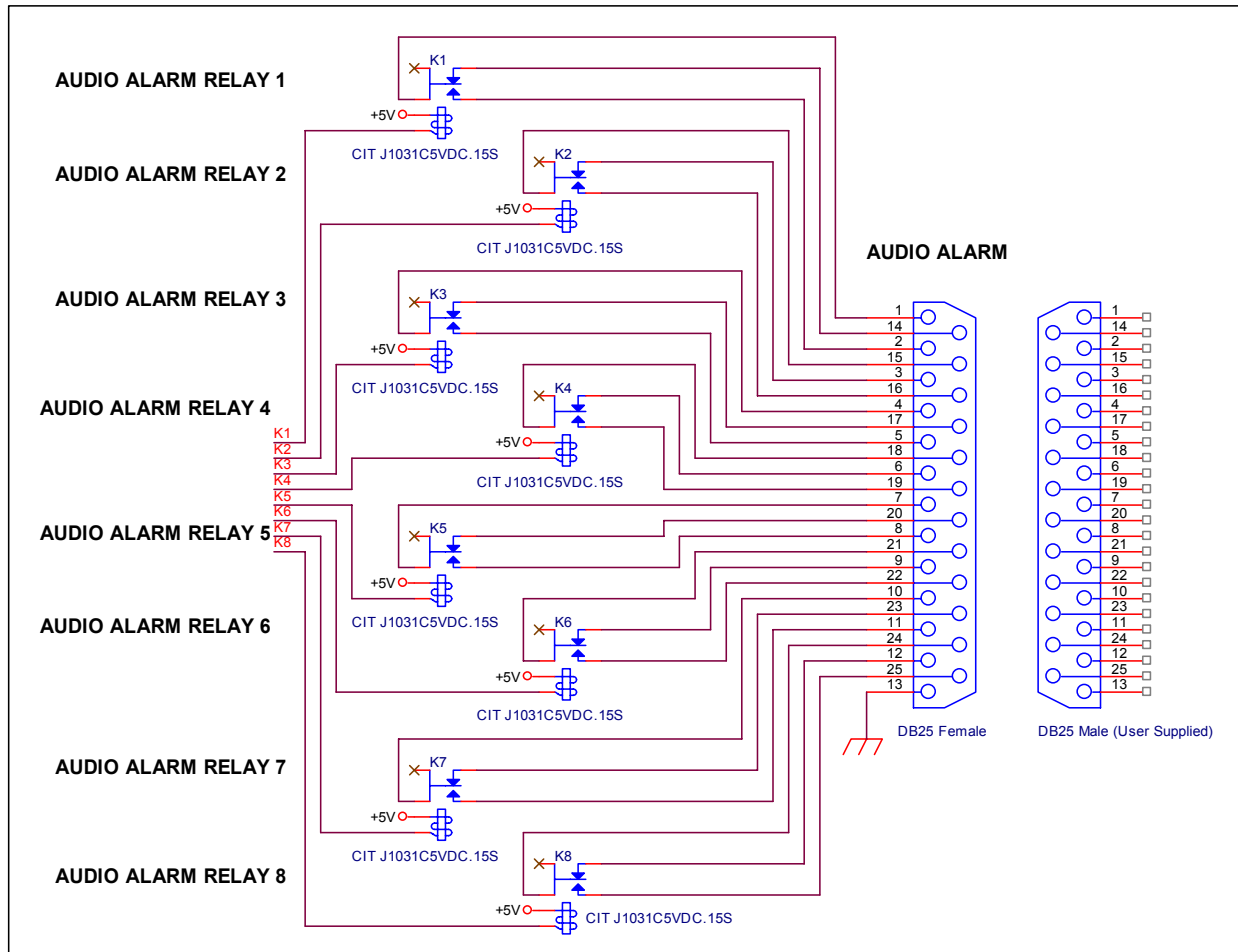 AUDIO ALARM RELAY 1
K1
+5V
CIT J1031C5VDC.15S
AUDIO ALARM RELAY 2
K2
+5V
CIT J1031C5VDC.15S
AUDIO ALARM RELAY 3
K3
+5V
CIT J1031C5VDC.15S
AUDIO ALARM RELAY 4
K4
+5V
CIT J1031C5VDC.15S
K1
K2
K3
K4
K5
K6
K7
K8
AUDIO ALARM RELAY 5
K5
+5V
CIT J1031C5VDC.15S
AUDIO ALARM RELAY 6
K6
+5V
CIT J1031C5VDC.15S
AUDIO ALARM RELAY 7
K7
+5V
CIT J1031C5VDC.15S
AUDIO ALARM RELAY 8
K8
+5V
CIT J1031C5VDC.15S
AUDIO ALARM
1
14
2
15
3
16
4
17
5
18
6
19
7
20
8
21
9
22
10
23
11
24
12
25
13
DB25 Female
1
14
2
15
3
16
4
17
5
18
6
19
7
20
8
21
9
22
10
23
11
24
12
25
13
DB25 Male (User Supplied)